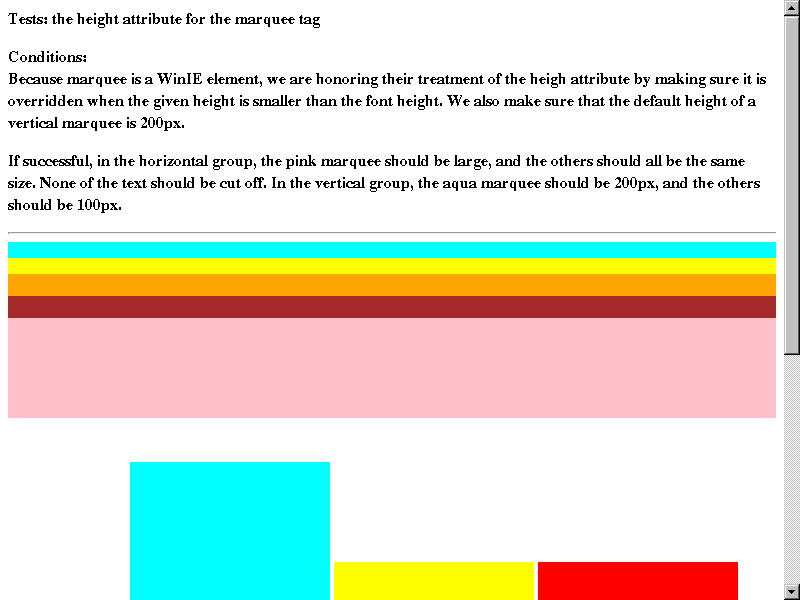 Tests: the height attribute for the marquee tag
Conditions:
Because marquee is a WinIE element, we are honoring their treatment of the heigh attribute by making sure it is
overridden when the given height is smaller than the font height. We also make sure that the default height of a
vertical marquee is 200px.
If successful, in the horizontal group, the pink marquee should be large, and the others should all be the same
size. None of the text should be cut off. In the vertical group, the aqua marquee should be 200px, and the others
should be 100px.